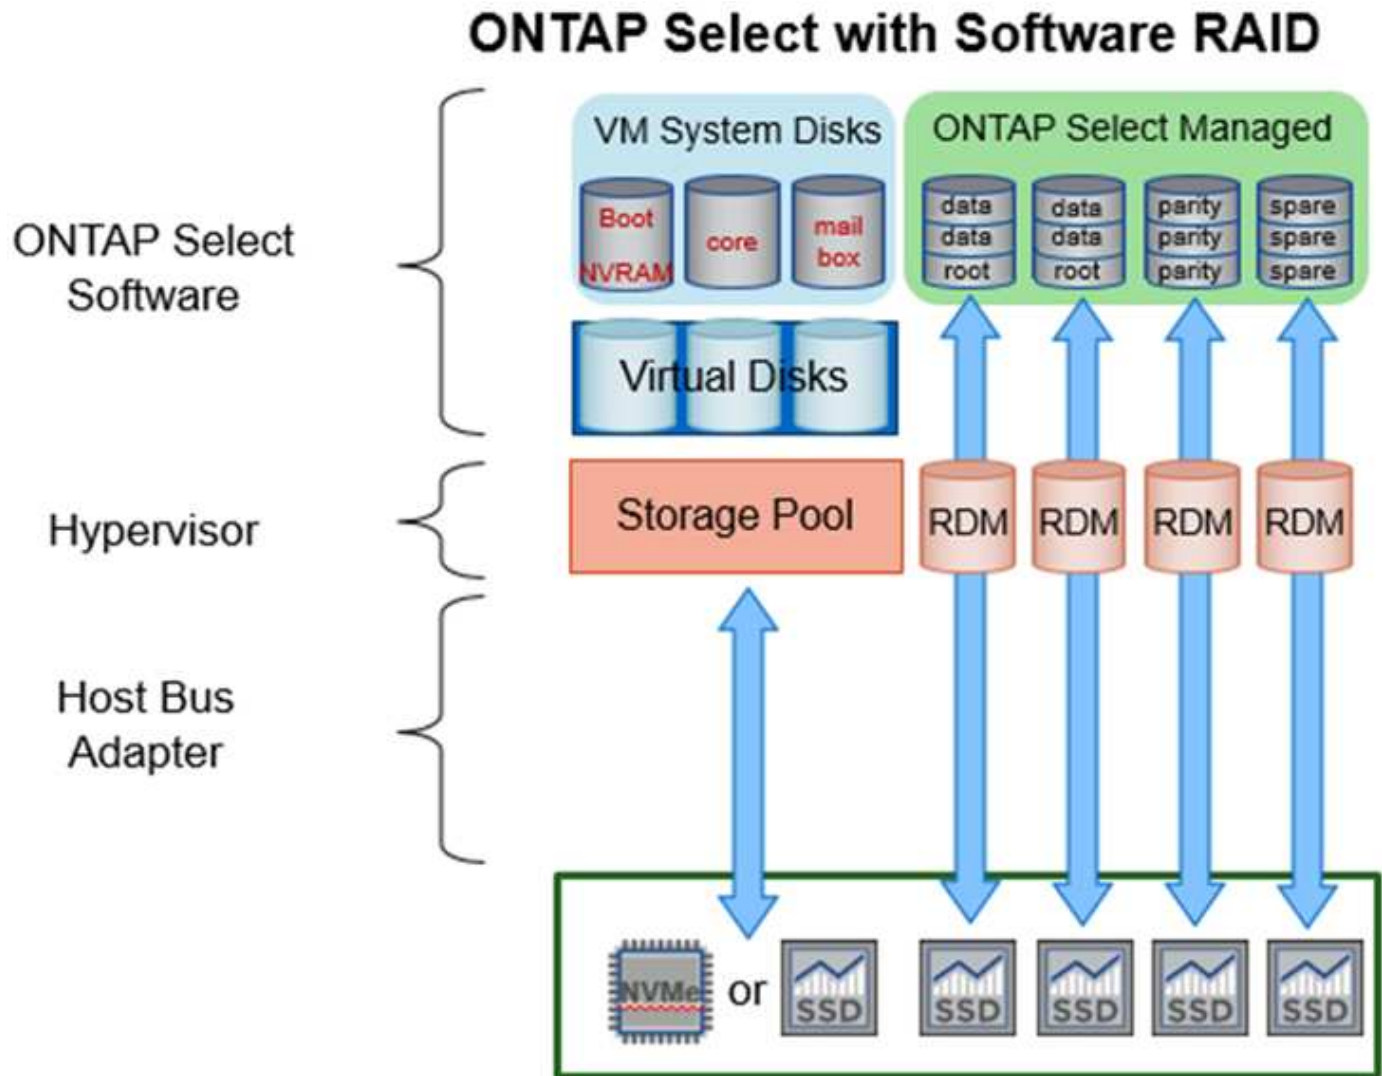 ONTAP Select with Software RAID
VM System Disks
ONTAP Select Managed
Boot
NVRAM
core
mail
box
data
data
root
data
data
root
parity
parity
parity
spare
spare
spare
ONTAP Select
Software
Virtual Disks
Hypervisor
Storage Pool
RDM
RDM
RDM
RDM
Host Bus
Adapter
NVMe
or
SSD
SSD
SSD
SSD
SSD